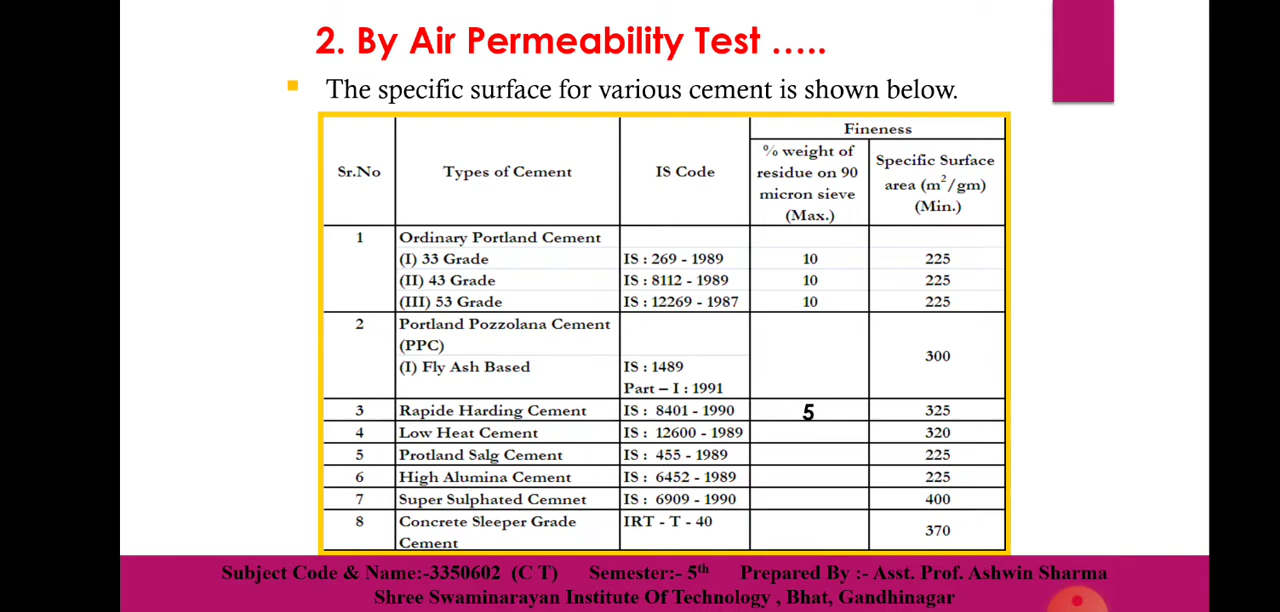 2. By Air Permeability Test …..
The specific surface for various cement is shown below.
Sr.No Types of Cement IS Code Fineness
% weight of residue on 90 micron sieve (Max.) Specific Surface area (m²/gm) (Min.)
1 Ordinary Portland Cement
(I) 33 Grade IS : 269 - 1989 10 225
(II) 43 Grade IS : 8112 - 1989 10 225
(III) 53 Grade IS : 12269 - 1987 10 225
2 Portland Pozzolana Cement
(PPC) 300
(I) Fly Ash Based IS : 1489
Part – I : 1991
3 Rapide Harding Cement IS : 8401 - 1990 5 325
4 Low Heat Cement IS : 12600 - 1989 320
5 Protland Salg Cement IS : 455 - 1989 225
6 High Alumina Cement IS : 6452 - 1989 225
7 Super Sulphated Cemnet IS : 6909 - 1990 400
8 Concrete Sleeper Grade IRT - T - 40 370
Cement
Subject Code & Name:-3350602 (C T) Semester:- 5th Prepared By :- Asst. Prof. Ashwin Sharma
Shree Swaminarayan Institute Of Technology , Bhat, Gandhinagar